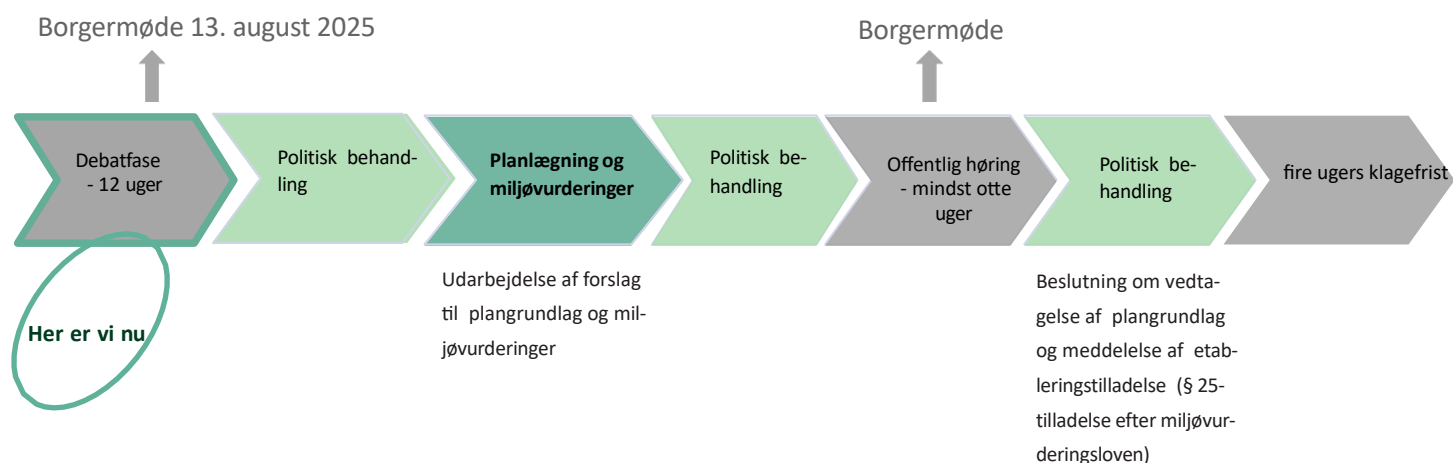 Borgermøde 13. august 2025
Borgermøde
Debatfase
- 12 uger
Politisk behand-
ling
Planlægning og
miljøvurderinger
Politisk be-
handling
Offentlig høring
- mindst otte
uger
Politisk be-
handling
fire ugers klagefrist
Her er vi nu
Udarbejdelse af forslag
til plangrundlag og mil-
jøvurderinger
Beslutning om vedta-
gelse af plangrundlag
og meddelelse af etab-
leringstilladelse (§ 25-
tilladelse efter miljøvur-
deringsloven)